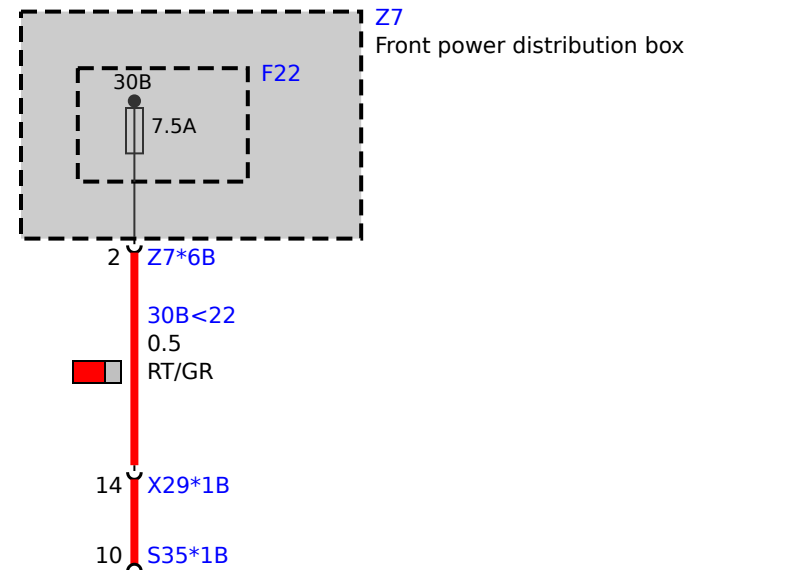 Z7
Front power distribution box
F22
30B
7.5A
2 Z7*6B
30B<22
0.5
RT/GR
14 X29*1B
10 S35*1B